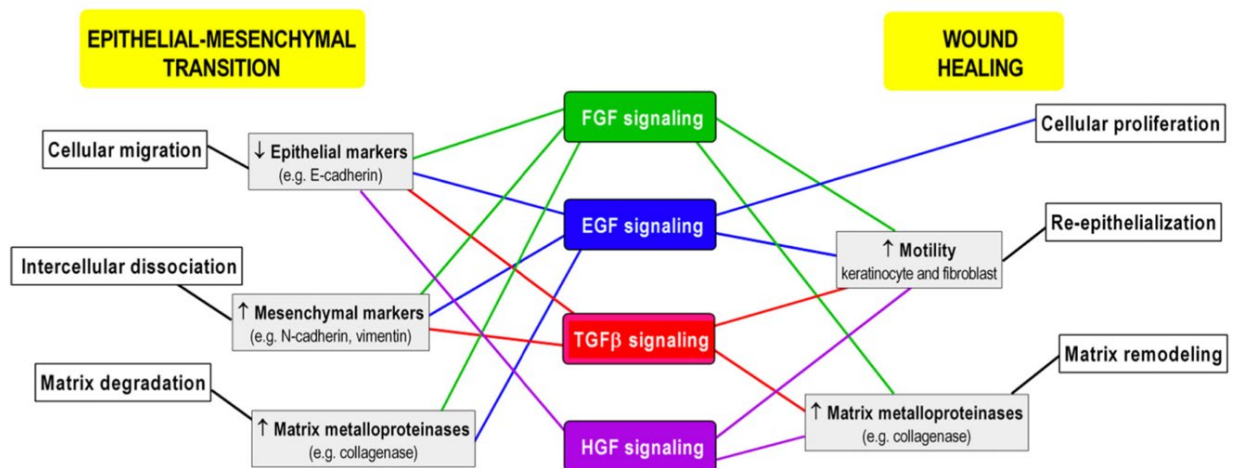 EPITHELIAL-MESENCHYMAL
TRANSITION
WOUND
HEALING
Cellular migration
↓ Epithelial markers
(e.g. E-cadherin)
Intercellular dissociation
↑ Mesenchymal markers
(e.g. N-cadherin, vimentin)
Matrix degradation
↑ Matrix metalloproteinases
(e.g. collagenase)
FGF signaling
EGF signaling
TGFβ signaling
HGF signaling
Cellular proliferation
Re-epithelialization
↑ Motility
keratinocyte and fibroblast
Matrix remodeling
↑ Matrix metalloproteinases
(e.g. collagenase)